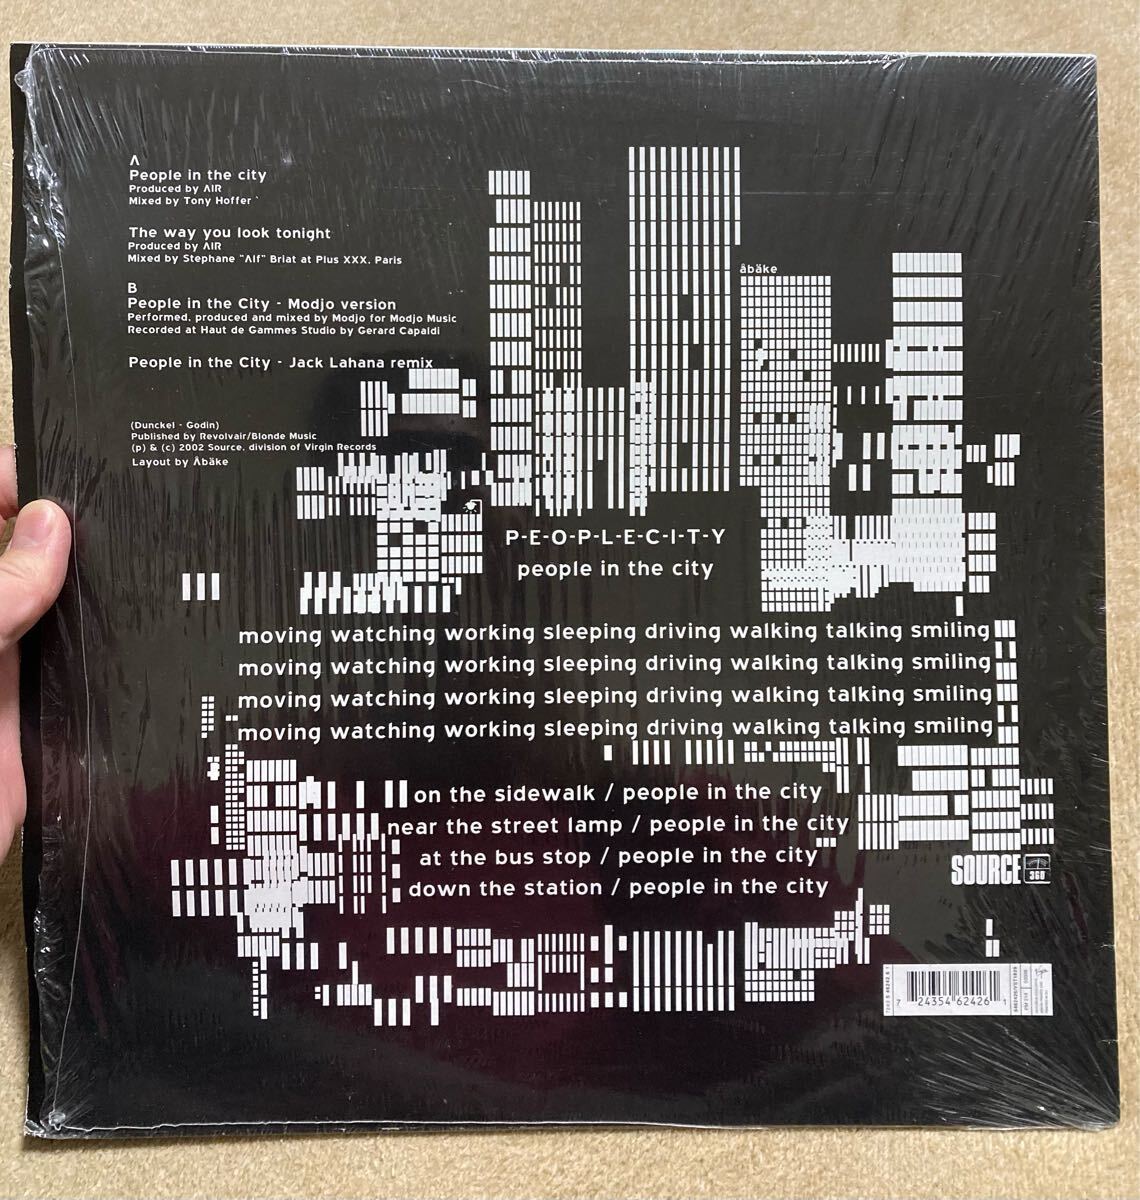 Λ
People in the city
Produced by ΛIR
Mixed by Tony Hoffer
The way you look tonight
Produced by ΛIR
Mixed by Stephane "Λlf" Briat at Plus XXX. Paris
B
People in the City - Modjo version
Performed. produced and mixed by Modjo for Modjo Music
Recorded at Haut de Gammes Studio by Gerard Capaldi
People in the City - Jack Lahana remix
(Dunckel - Godin)
Published by Revolvair/Blonde Music
(p) & (c) 2002 Source. division of Virgin Records
Layout by Åbäke
åbäke
P-E-O-P-L-E-C-I-T-Y
people in the city
moving watching working sleeping driving walking talking smiling
moving watching working sleeping driving walking talking smiling
moving watching working sleeping driving walking talking smiling
moving watching working sleeping driving walking talking smiling
on the sidewalk / people in the city
near the street lamp / people in the city
at the bus stop / people in the city
down the station / people in the city
SOURCE
360
7 24354 62426 1